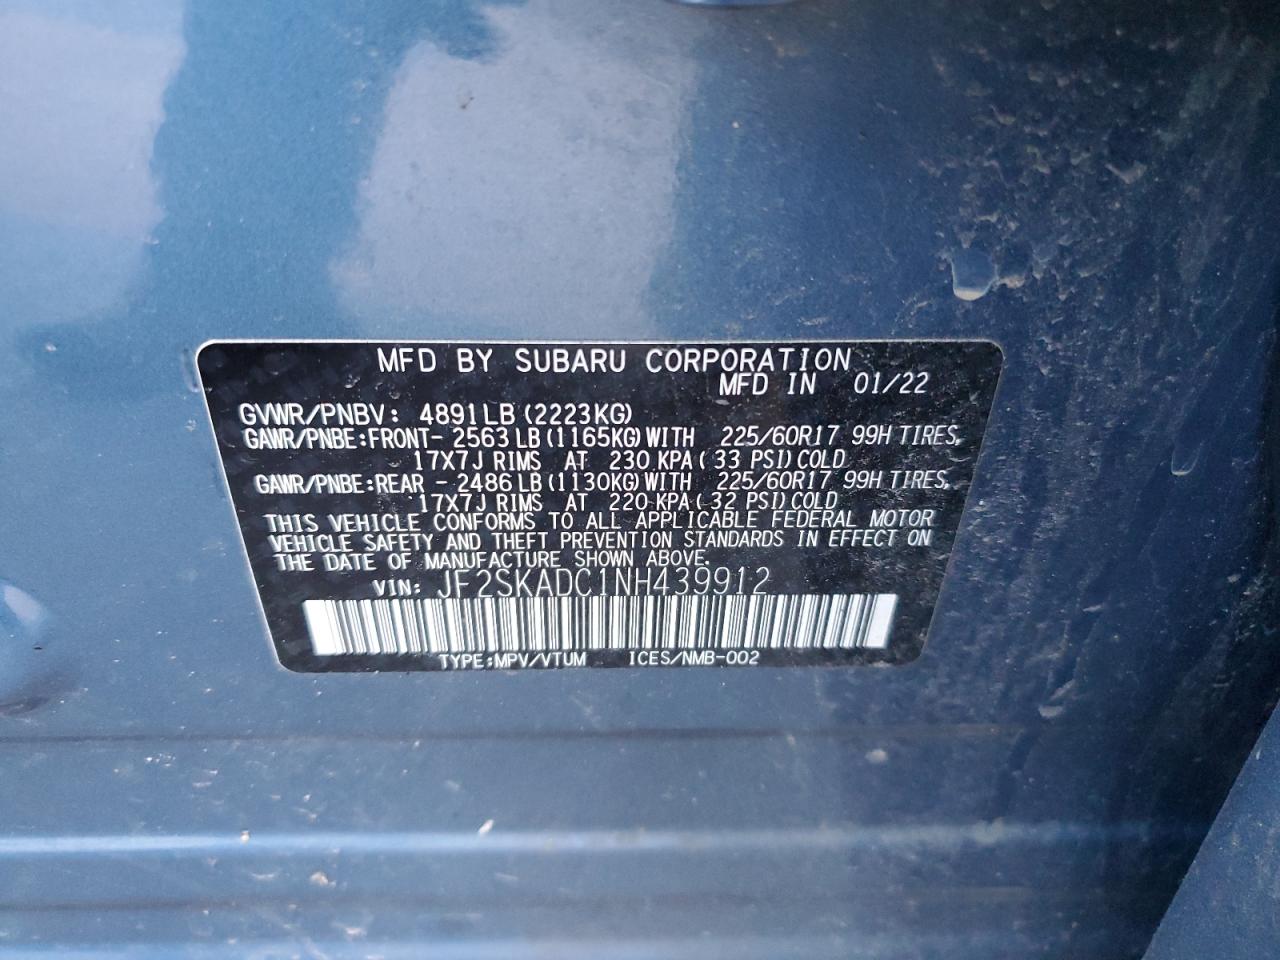 MFD BY SUBARU CORPORATION
MFD IN 01/22
GVWR/PNBV: 4891LB (2223KG)
GAWR/PNBE:FRONT- 2563LB (1165KG) WITH 225/60R17 99H TIRES,
17X7J RIMS AT 230 KPA ( 33 PSI) COLD
GAWR/PNBE:REAR - 2486LB (1130KG) WITH 225/60R17 99H TIRES,
17X7J RIMS AT 220 KPA ( 32 PSI) COLD
THIS VEHICLE CONFORMS TO ALL APPLICABLE FEDERAL MOTOR
VEHICLE SAFETY AND THEFT PREVENTION STANDARDS IN EFFECT ON
THE DATE OF MANUFACTURE SHOWN ABOVE.
VIN: JF2SKADC1NH439912
TYPE:MPV/VTUM ICES/NMB-002